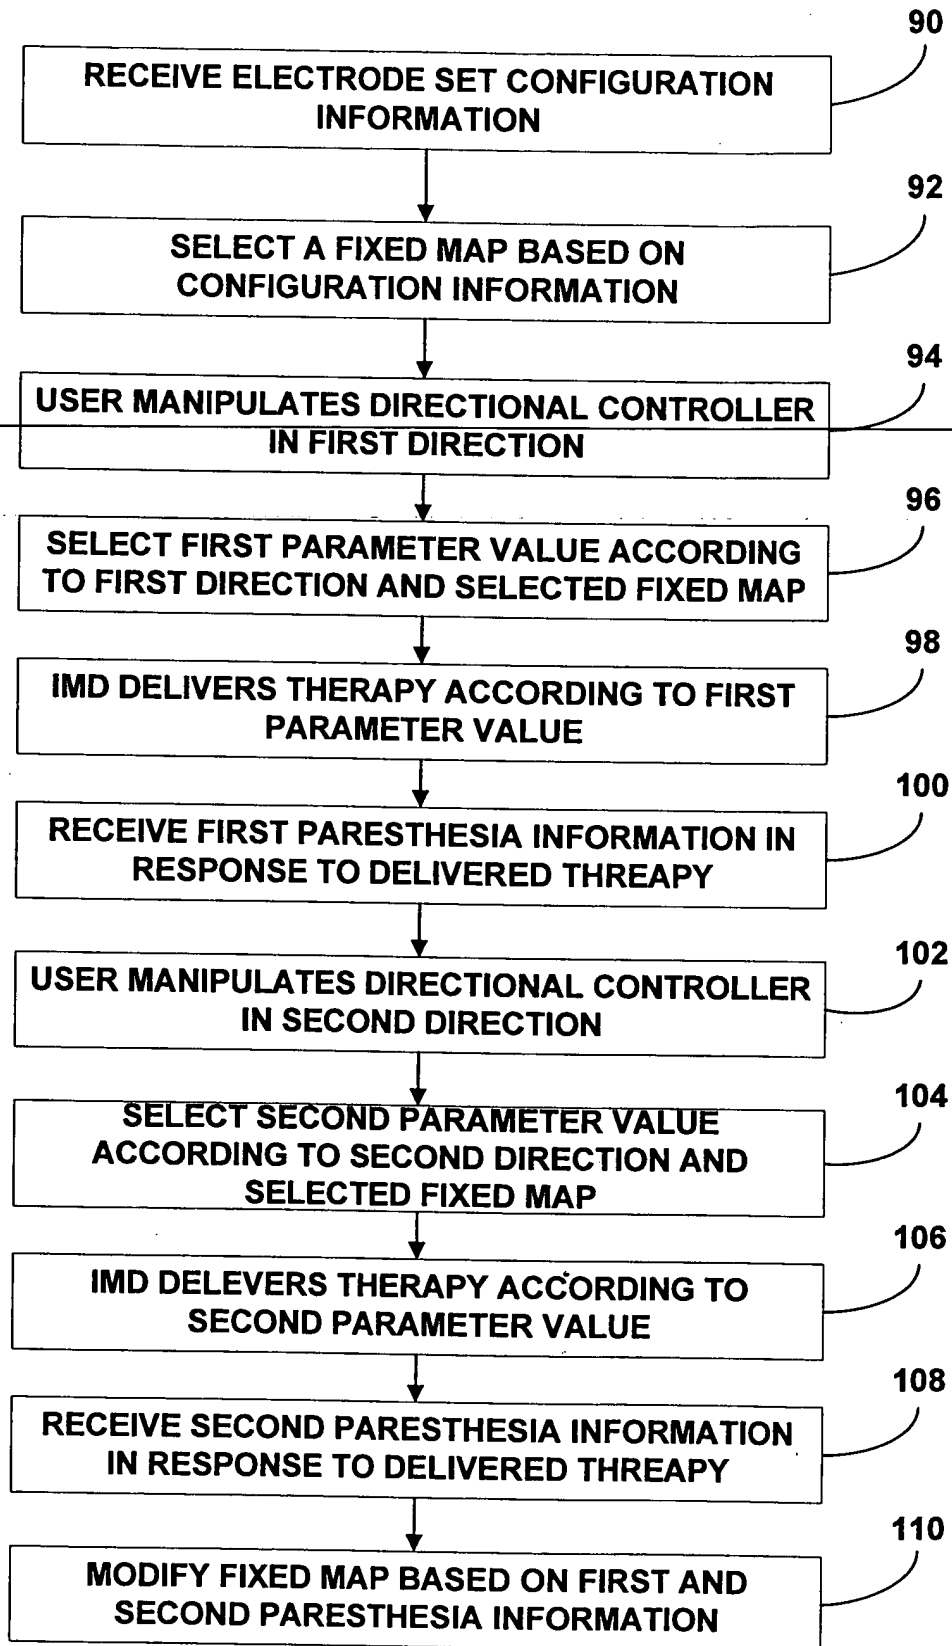 90
RECEIVE ELECTRODE SET CONFIGURATION
INFORMATION
92
SELECT A FIXED MAP BASED ON
CONFIGURATION INFORMATION
94
USER MANIPULATES DIRECTIONAL CONTROLLER
IN FIRST DIRECTION
96
SELECT FIRST PARAMETER VALUE ACCORDING
TO FIRST DIRECTION AND SELECTED FIXED MAP
98
IMD DELIVERS THERAPY ACCORDING TO FIRST
PARAMETER VALUE
100
RECEIVE FIRST PARESTHESIA INFORMATION IN
RESPONSE TO DELIVERED THREAPY
102
USER MANIPULATES DIRECTIONAL CONTROLLER
IN SECOND DIRECTION
104
SELECT SECOND PARAMETER VALUE
ACCORDING TO SECOND DIRECTION AND
SELECTED FIXED MAP
106
IMD DELEVERS THERAPY ACCORDING TO
SECOND PARAMETER VALUE
108
RECEIVE SECOND PARESTHESIA INFORMATION
IN RESPONSE TO DELIVERED THREAPY
110
MODIFY FIXED MAP BASED ON FIRST AND
SECOND PARESTHESIA INFORMATION